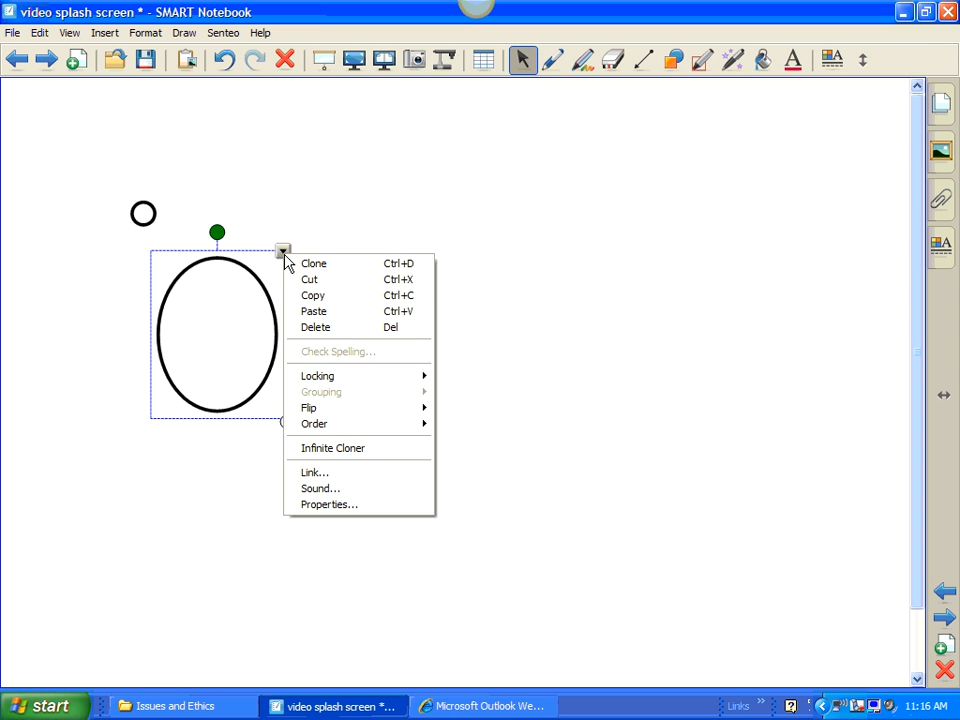 video splash screen * - SMART Notebook
File Edit View Insert Format Draw Senteo Help
Clone Ctrl+D
Cut Ctrl+X
Copy Ctrl+C
Paste Ctrl+V
Delete Del
Check Spelling...
Locking
Grouping
Flip
Order
Infinite Cloner
Link...
Sound...
Properties...
start Issues and Ethics video splash screen *... Microsoft Outlook We... Links » 11:16 AM